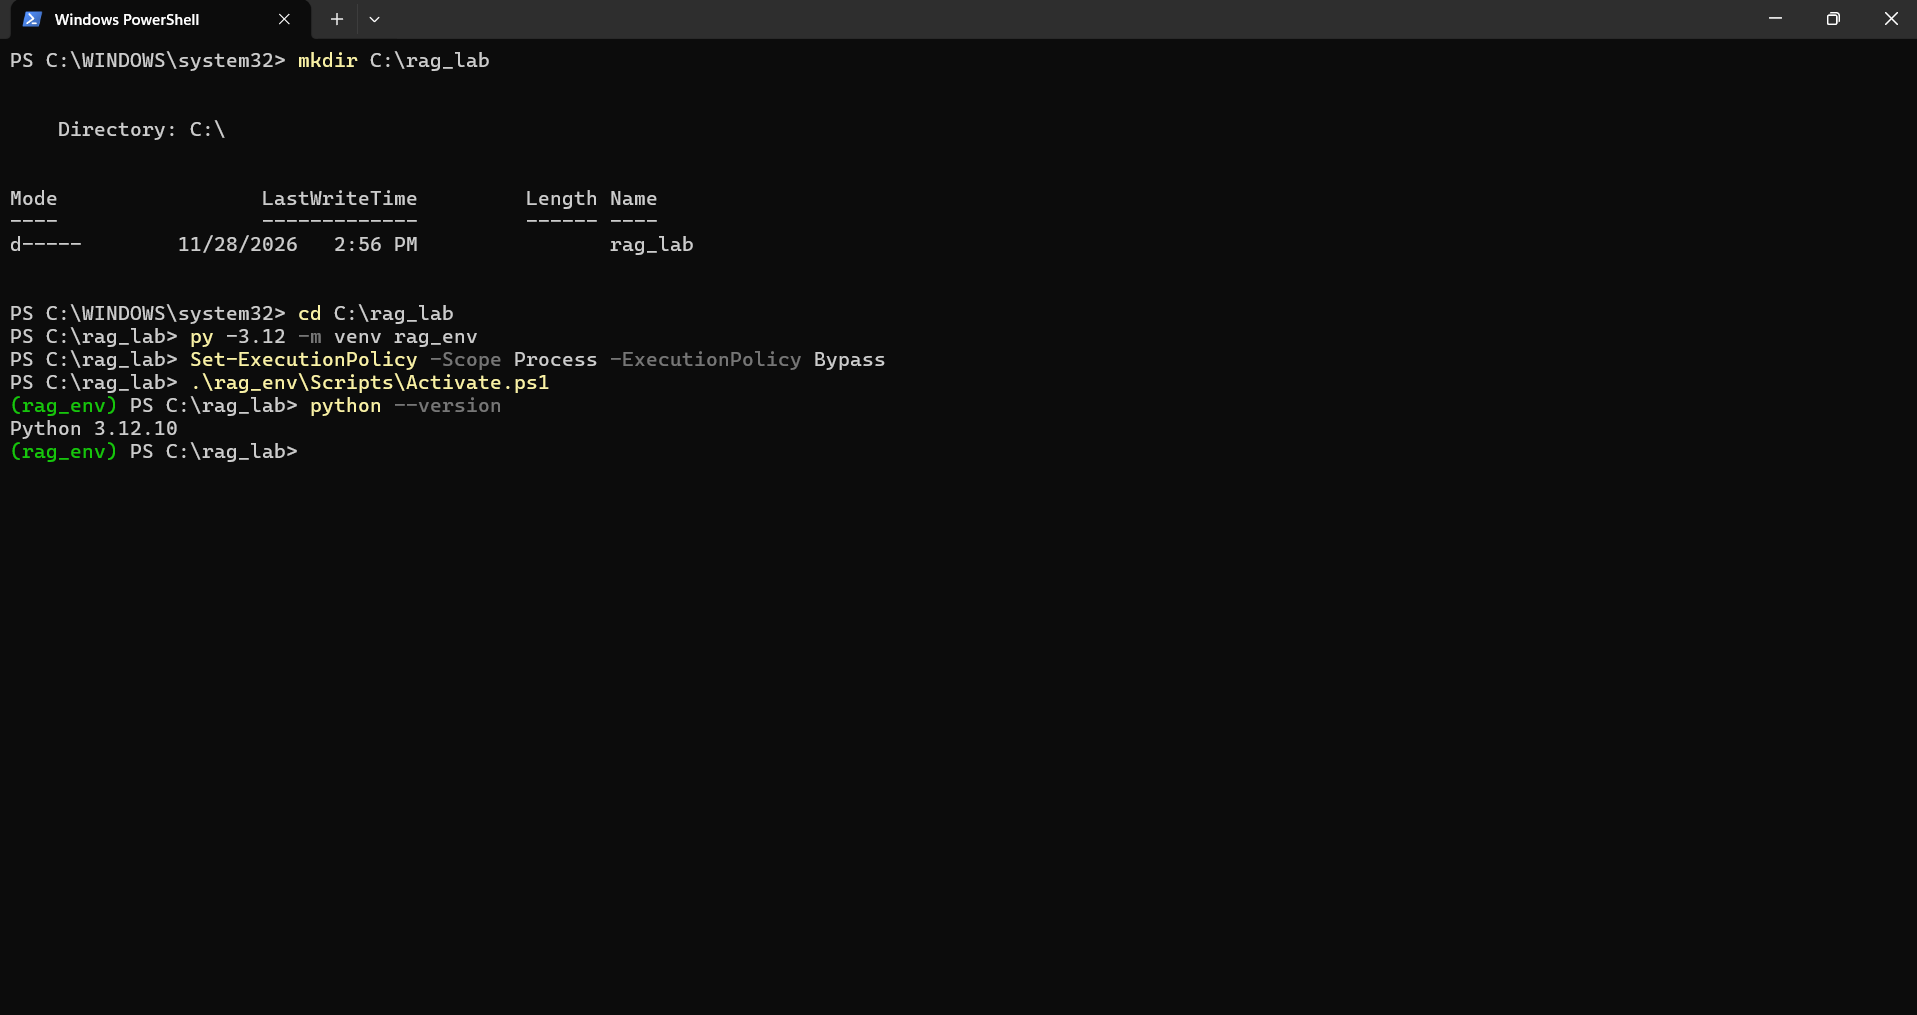 Windows PowerShell
PS C:\WINDOWS\system32> mkdir C:\rag_lab
    Directory: C:\
Mode                 LastWriteTime         Length Name
----                 -------------         ------ ----
d-----        11/28/2026   2:56 PM                rag_lab
PS C:\WINDOWS\system32> cd C:\rag_lab
PS C:\rag_lab> py -3.12 -m venv rag_env
PS C:\rag_lab> Set-ExecutionPolicy -Scope Process -ExecutionPolicy Bypass
PS C:\rag_lab> .\rag_env\Scripts\Activate.ps1
(rag_env) PS C:\rag_lab> python --version
Python 3.12.10
(rag_env) PS C:\rag_lab>